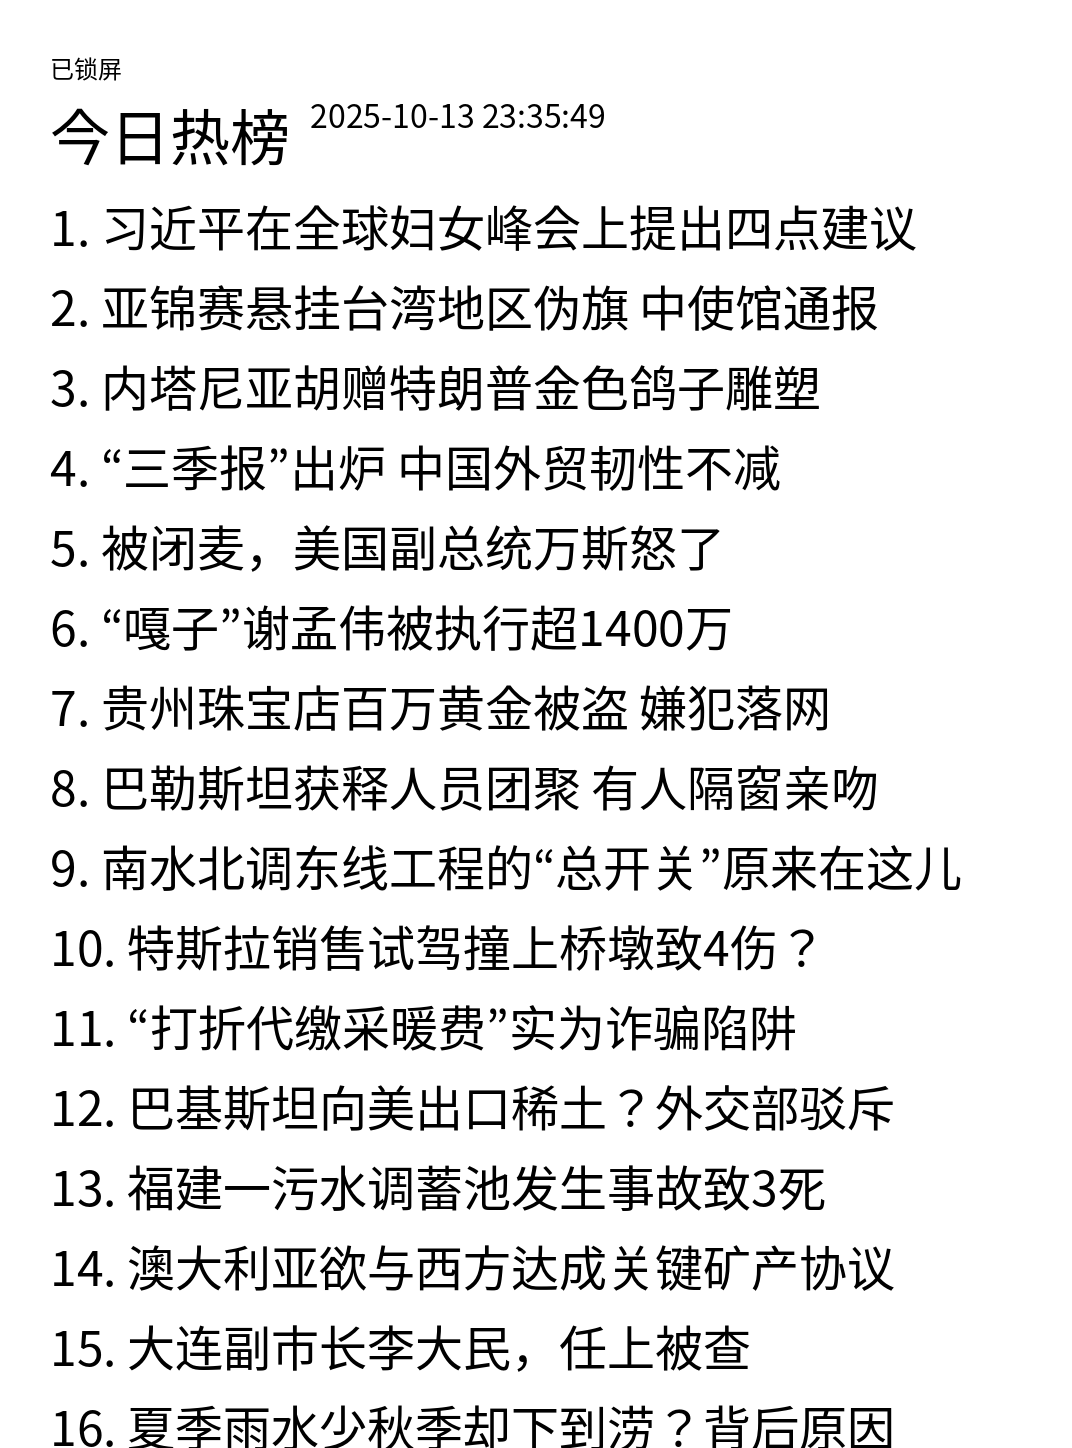 已锁屏
今日热榜 2025-10-13 23:35:49
1. 习近平在全球妇女峰会上提出四点建议
2. 亚锦赛悬挂台湾地区伪旗 中使馆通报
3. 内塔尼亚胡赠特朗普金色鸽子雕塑
4. “三季报”出炉 中国外贸韧性不减
5. 被闭麦，美国副总统万斯怒了
6. “嘎子”谢孟伟被执行超1400万
7. 贵州珠宝店百万黄金被盗 嫌犯落网
8. 巴勒斯坦获释人员团聚 有人隔窗亲吻
9. 南水北调东线工程的“总开关”原来在这儿
10. 特斯拉销售试驾撞上桥墩致4伤？
11. “打折代缴采暖费”实为诈骗陷阱
12. 巴基斯坦向美出口稀土？外交部驳斥
13. 福建一污水调蓄池发生事故致3死
14. 澳大利亚欲与西方达成关键矿产协议
15. 大连副市长李大民，任上被查
16. 夏季雨水少秋季却下到涝？背后原因